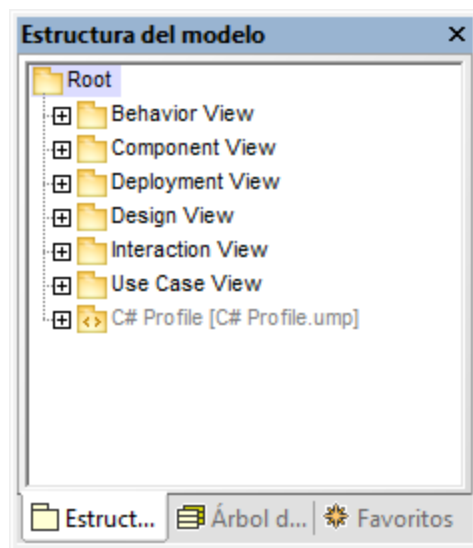 Estructura del modelo
Root
Behavior View
Component View
Deployment View
Design View
Interaction View
Use Case View
C# Profile [C# Profile.ump]
Estruct... Árbol d... Favoritos